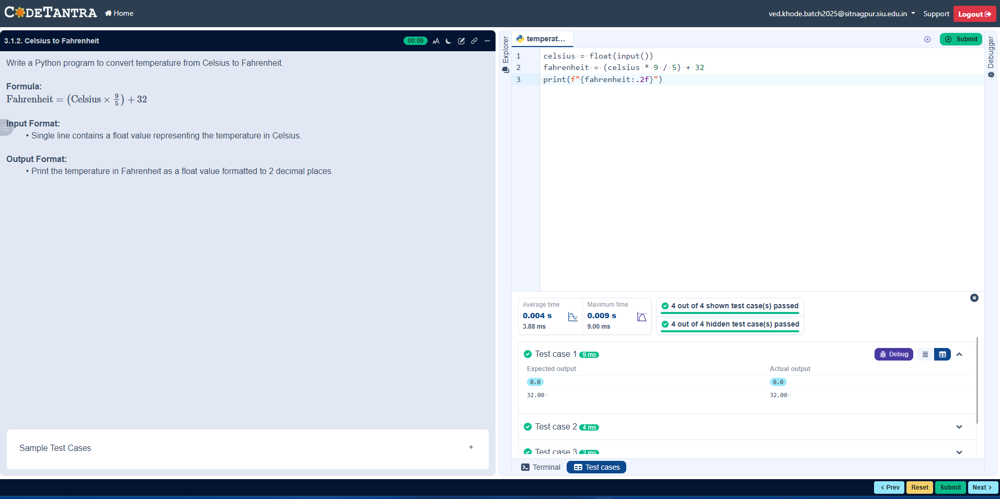 CODETANTRA
Home
ved.khode.batch2025@sitnagpur.siu.edu.in
Support
Logout
3.1.2. Celsius to Fahrenheit
00:09
AA
Write a Python program to convert temperature from Celsius to Fahrenheit.
Formula:
Fahrenheit = (Celsius × 9/5) + 32
Input Format:
• Single line contains a float value representing the temperature in Celsius.
Output Format:
• Print the temperature in Fahrenheit as a float value formatted to 2 decimal places.
Sample Test Cases
+
Explorer
temperat...
Submit
Debugger
1 celsius = float(input())
2 fahrenheit = (celsius * 9 / 5) + 32
3 print(f"{fahrenheit:.2f}")
Average time
0.004 s
3.88 ms
Maximum time
0.009 s
9.00 ms
4 out of 4 shown test case(s) passed
4 out of 4 hidden test case(s) passed
Test case 1 9 ms
Debug
Expected output
Actual output
0.0
0.0
32.00
32.00
Test case 2 4 ms
Test case 3 2 ms
Terminal
Test cases
< Prev
Reset
Submit
Next >